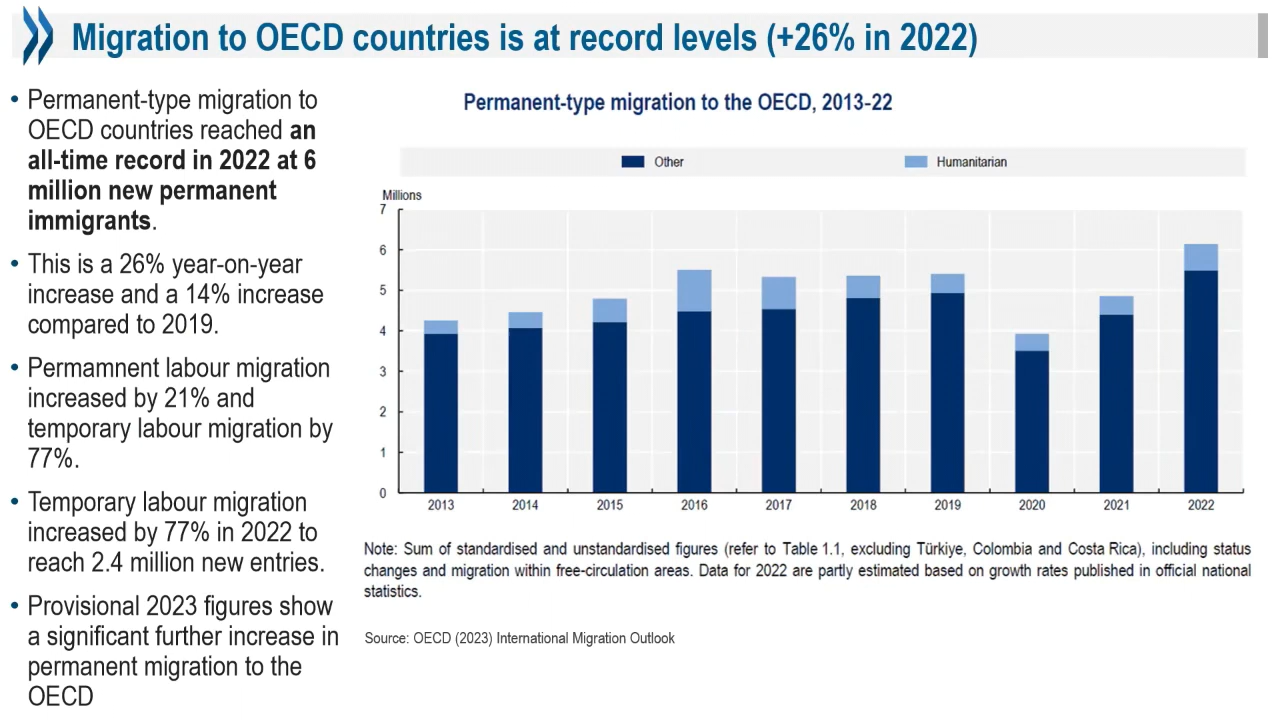 Migration to OECD countries is at record levels (+26% in 2022)
• Permanent-type migration to
OECD countries reached an
all-time record in 2022 at 6
million new permanent
immigrants.
• This is a 26% year-on-year
increase and a 14% increase
compared to 2019.
• Permamnent labour migration
increased by 21% and
temporary labour migration by
77%.
• Temporary labour migration
increased by 77% in 2022 to
reach 2.4 million new entries.
• Provisional 2023 figures show
a significant further increase in
permanent migration to the
OECD
Permanent-type migration to the OECD, 2013-22
Other Humanitarian
Millions
7
6
5
4
3
2
1
0
2013 2014 2015 2016 2017 2018 2019 2020 2021 2022
Note: Sum of standardised and unstandardised figures (refer to Table 1.1, excluding Türkiye, Colombia and Costa Rica), including status
changes and migration within free-circulation areas. Data for 2022 are partly estimated based on growth rates published in official national
statistics.
Source: OECD (2023) International Migration Outlook